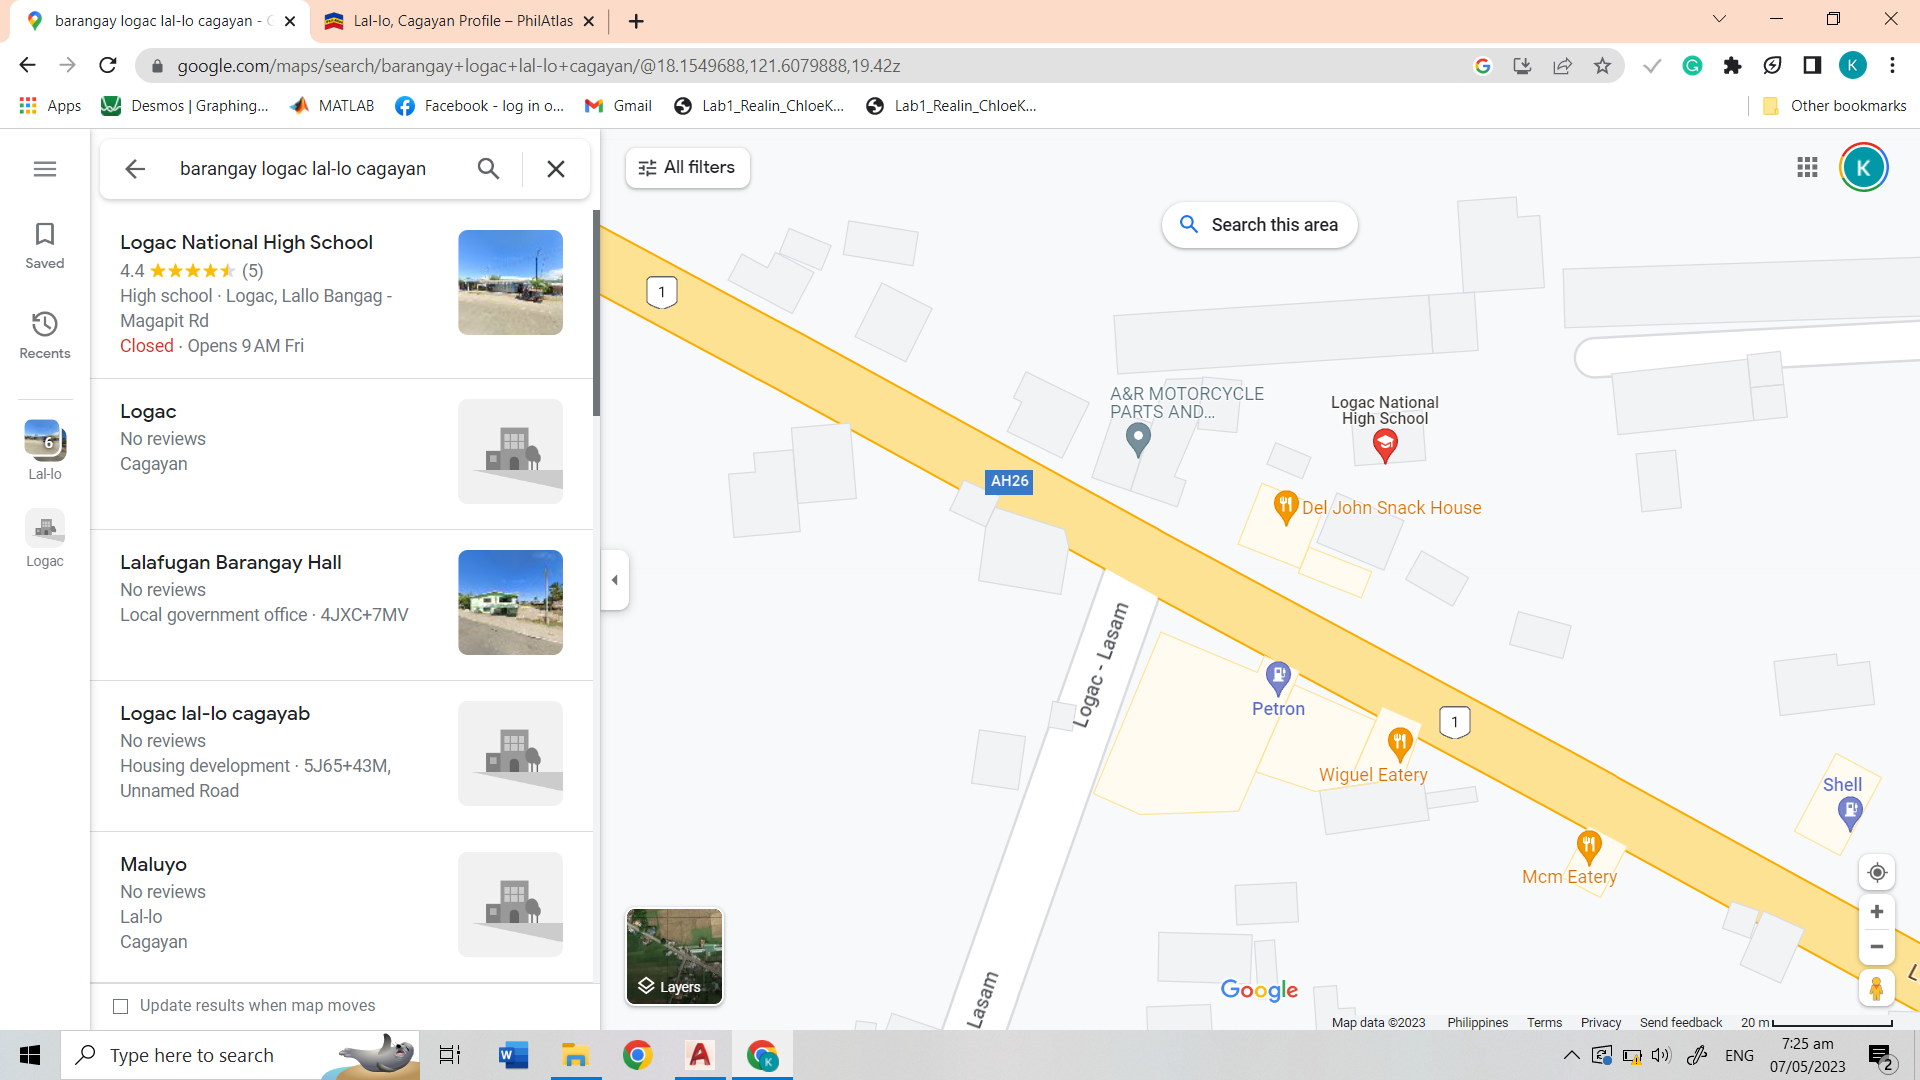 barangay logac lal-lo cagayan - G
Lal-lo, Cagayan Profile – PhilAtlas
google.com/maps/search/barangay+logac+lal-lo+cagayan/@18.1549688,121.6079888,19.42z
K
Apps
Desmos | Graphing...
MATLAB
Facebook - log in o...
Gmail
Lab1_Realin_ChloeK...
Lab1_Realin_ChloeK...
Other bookmarks
Saved
Recents
6
Lal-lo
Logac
barangay logac lal-lo cagayan
Logac National High School
4.4 (5)
High school · Logac, Lallo Bangag -
Magapit Rd
Closed · Opens 9 AM Fri
Logac
No reviews
Cagayan
Lalafugan Barangay Hall
No reviews
Local government office · 4JXC+7MV
Logac lal-lo cagayab
No reviews
Housing development · 5J65+43M,
Unnamed Road
Maluyo
No reviews
Lal-lo
Cagayan
Update results when map moves
All filters
Search this area
K
1
A&R MOTORCYCLE
PARTS AND...
Logac National
High School
AH26
Del John Snack House
Logac - Lasam
Petron
1
Wiguel Eatery
Shell
Mcm Eatery
Lasam
L
Layers
Google
Map data ©2023
Philippines
Terms
Privacy
Send feedback
20 m
Type here to search
W
A
K
ENG
7:25 am
07/05/2023
2